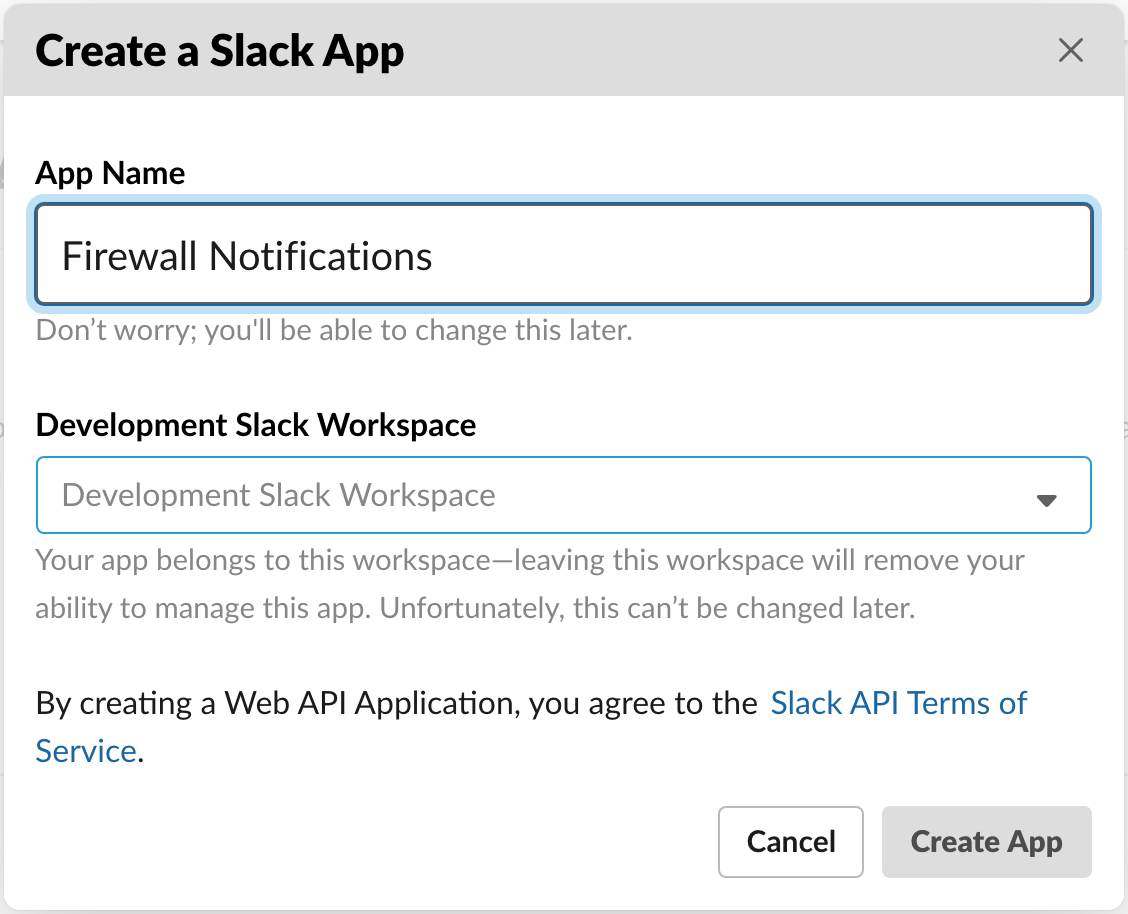 Create a Slack App
App Name
Firewall Notifications
Don’t worry; you'll be able to change this later.
Development Slack Workspace
Development Slack Workspace
Your app belongs to this workspace—leaving this workspace will remove your
ability to manage this app. Unfortunately, this can’t be changed later.
By creating a Web API Application, you agree to the Slack API Terms of
Service.
Cancel Create App